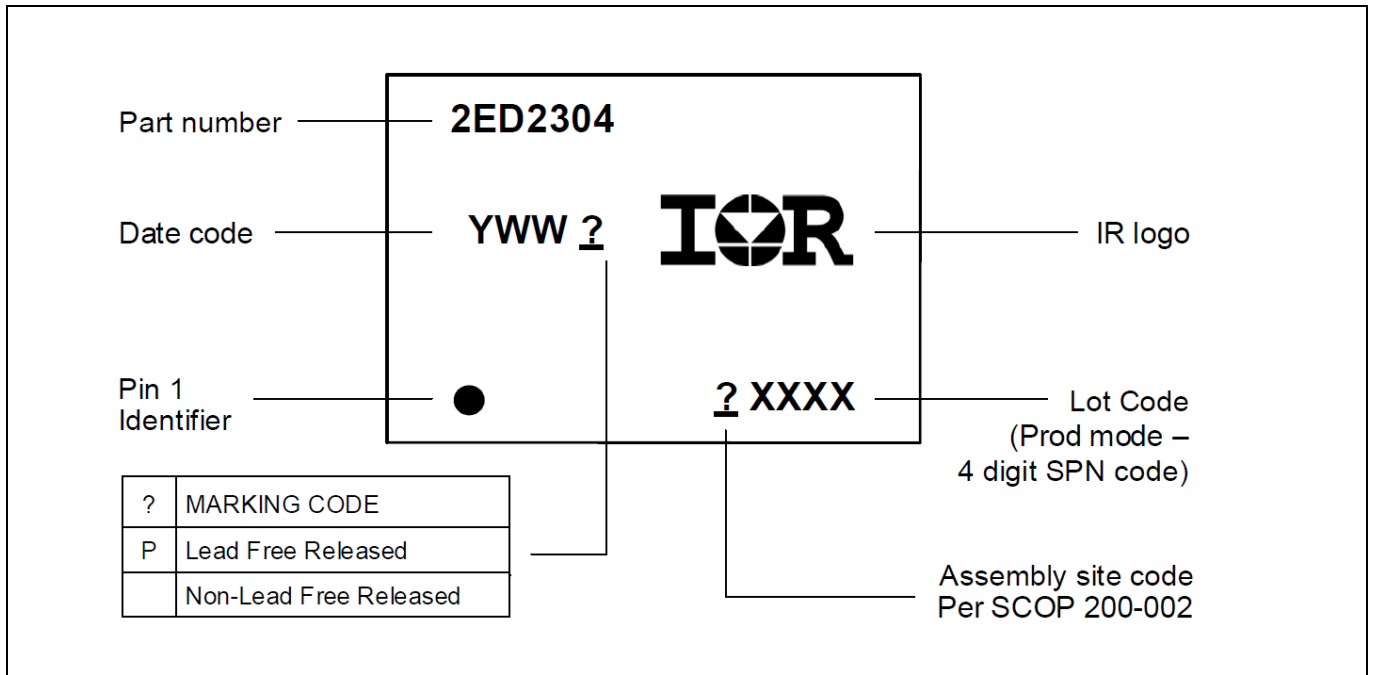 Part number
2ED2304
Date code
YWW ?
IOR
IR logo
Pin 1
Identifier
? XXXX
Lot Code
(Prod mode –
4 digit SPN code)
? MARKING CODE
P Lead Free Released
Non-Lead Free Released
Assembly site code
Per SCOP 200-002